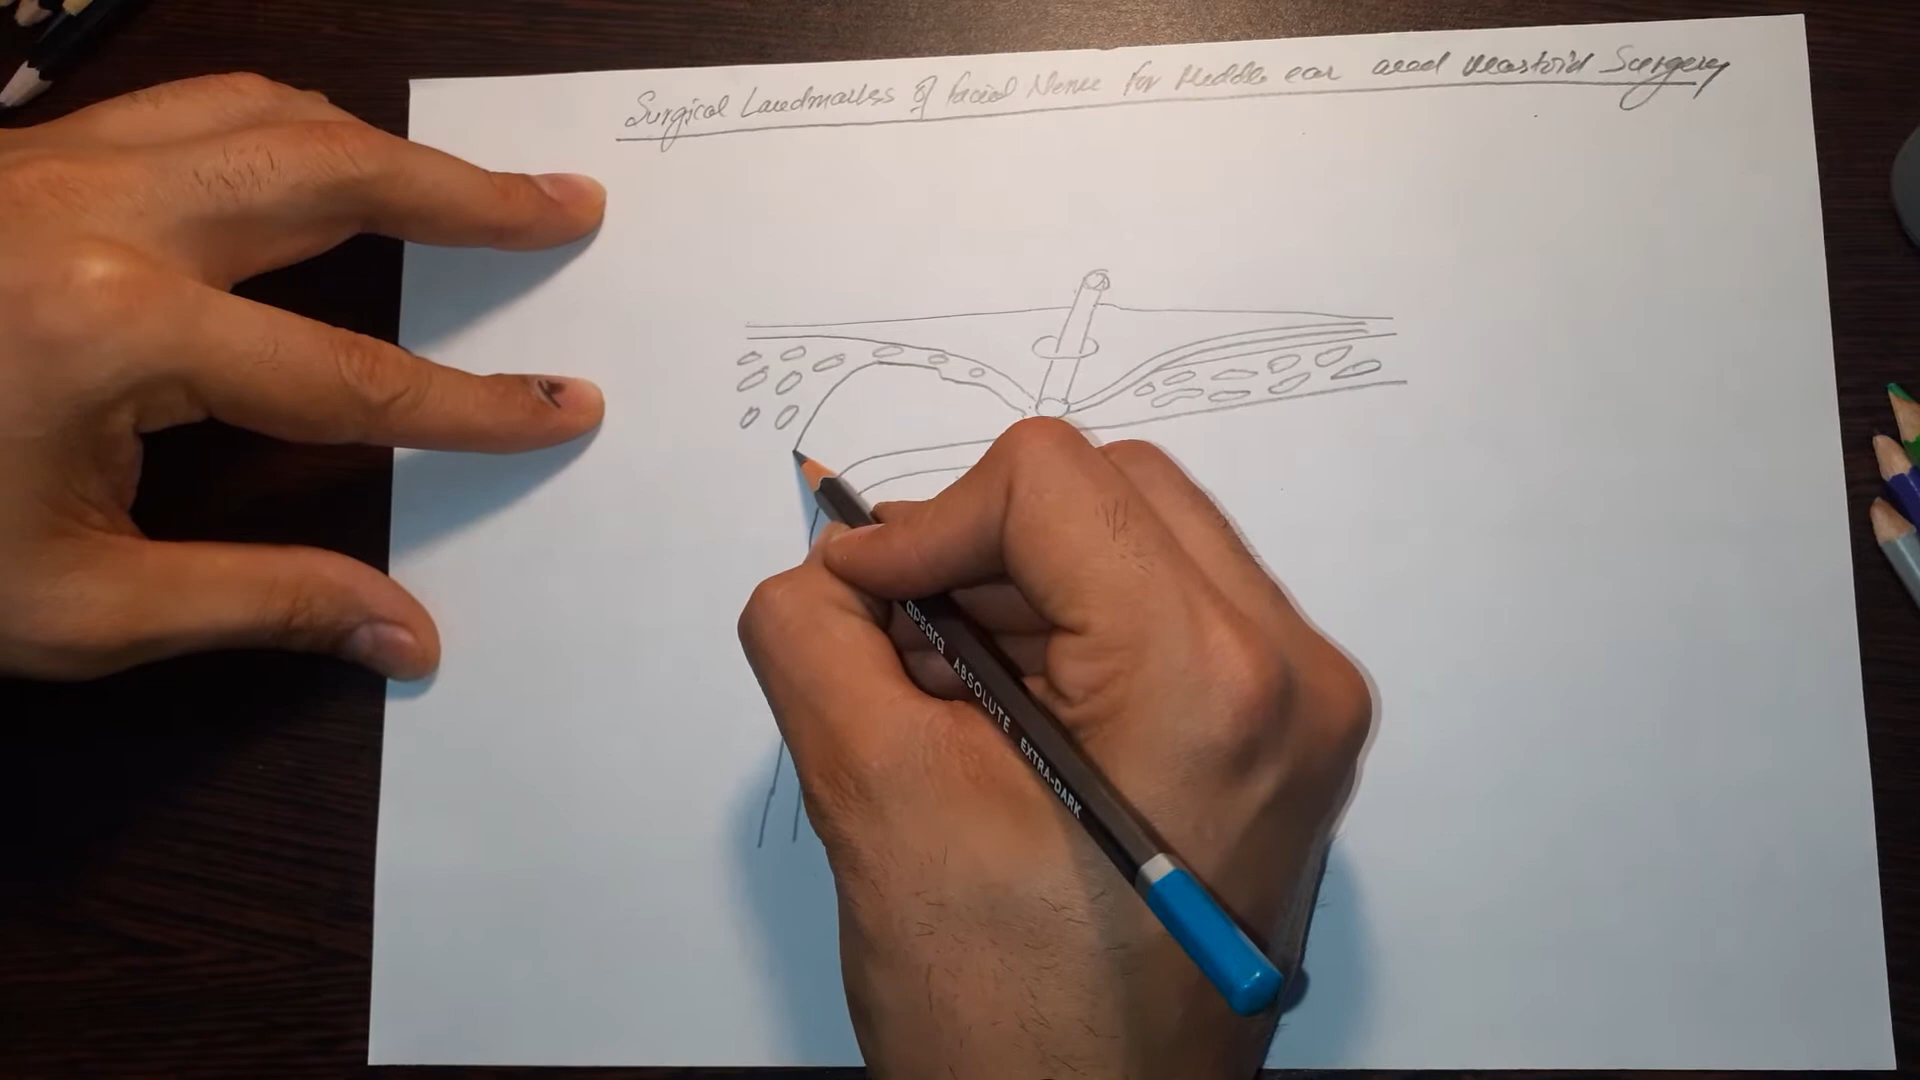 Surgical Landmarks of facial Nerve for Middle ear and Mastoid Surgery
apsara ABSOLUTE EXTRA-DARK